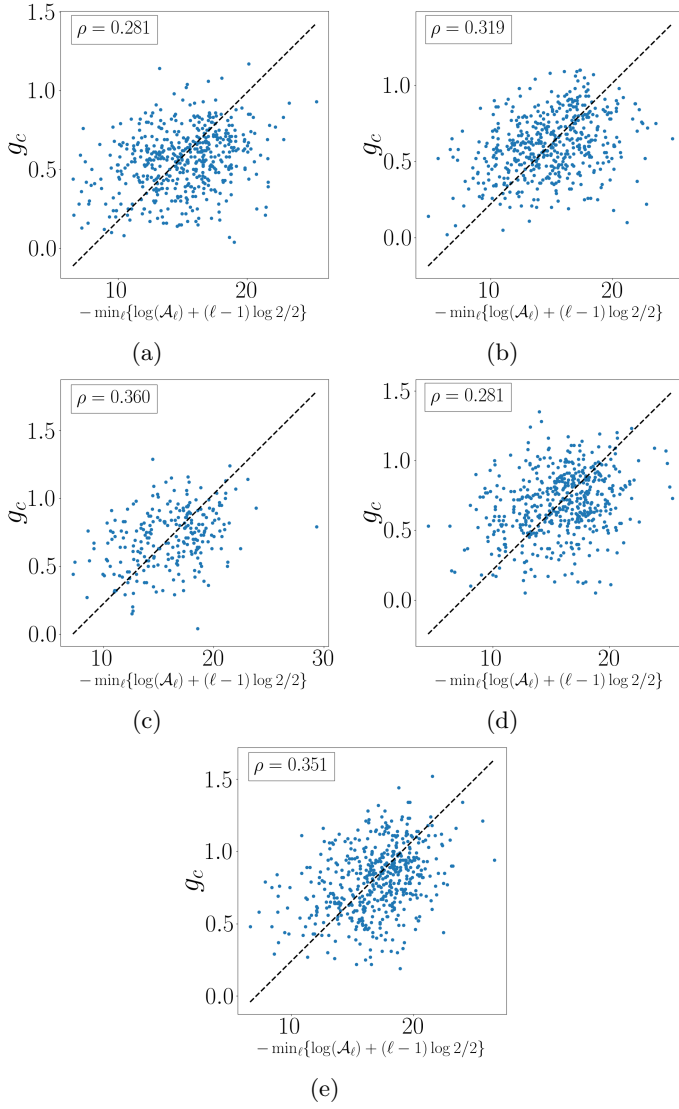 ρ = 0.281
1.5
1.0
0.5
0.0
g_c
10 20
− min_ℓ{log(𝒜_ℓ) + (ℓ − 1) log 2/2}
(a)
ρ = 0.319
1.0
0.5
0.0
g_c
10 20
− min_ℓ{log(𝒜_ℓ) + (ℓ − 1) log 2/2}
(b)
ρ = 0.360
1.5
1.0
0.5
0.0
g_c
10 20 30
− min_ℓ{log(𝒜_ℓ) + (ℓ − 1) log 2/2}
(c)
ρ = 0.281
1.5
1.0
0.5
0.0
g_c
10 20
− min_ℓ{log(𝒜_ℓ) + (ℓ − 1) log 2/2}
(d)
ρ = 0.351
1.5
1.0
0.5
0.0
g_c
10 20
− min_ℓ{log(𝒜_ℓ) + (ℓ − 1) log 2/2}
(e)